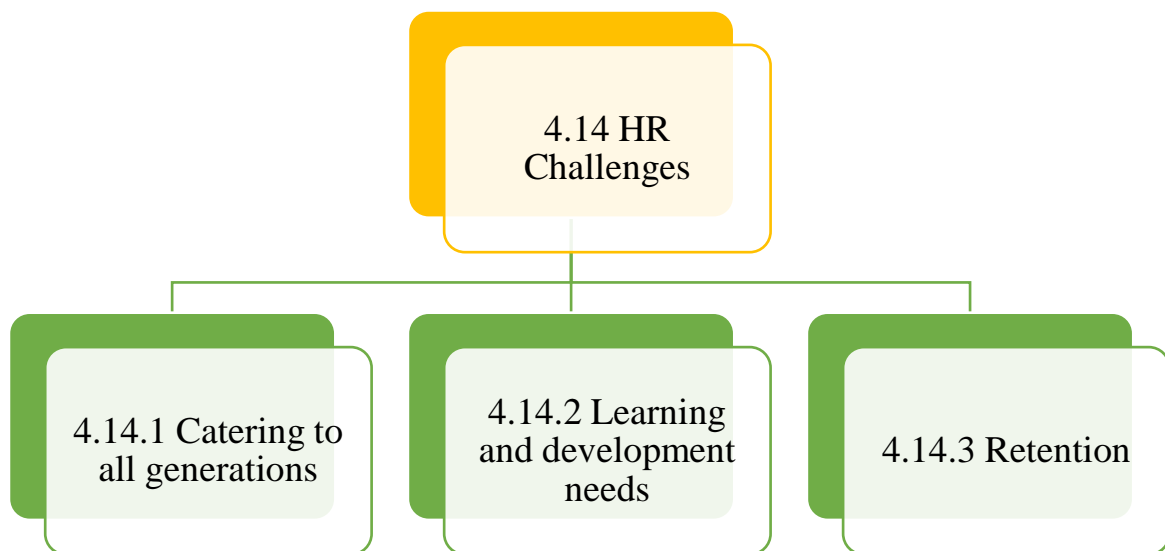 4.14 HR
Challenges
4.14.1 Catering to
all generations
4.14.2 Learning
and development
needs
4.14.3 Retention